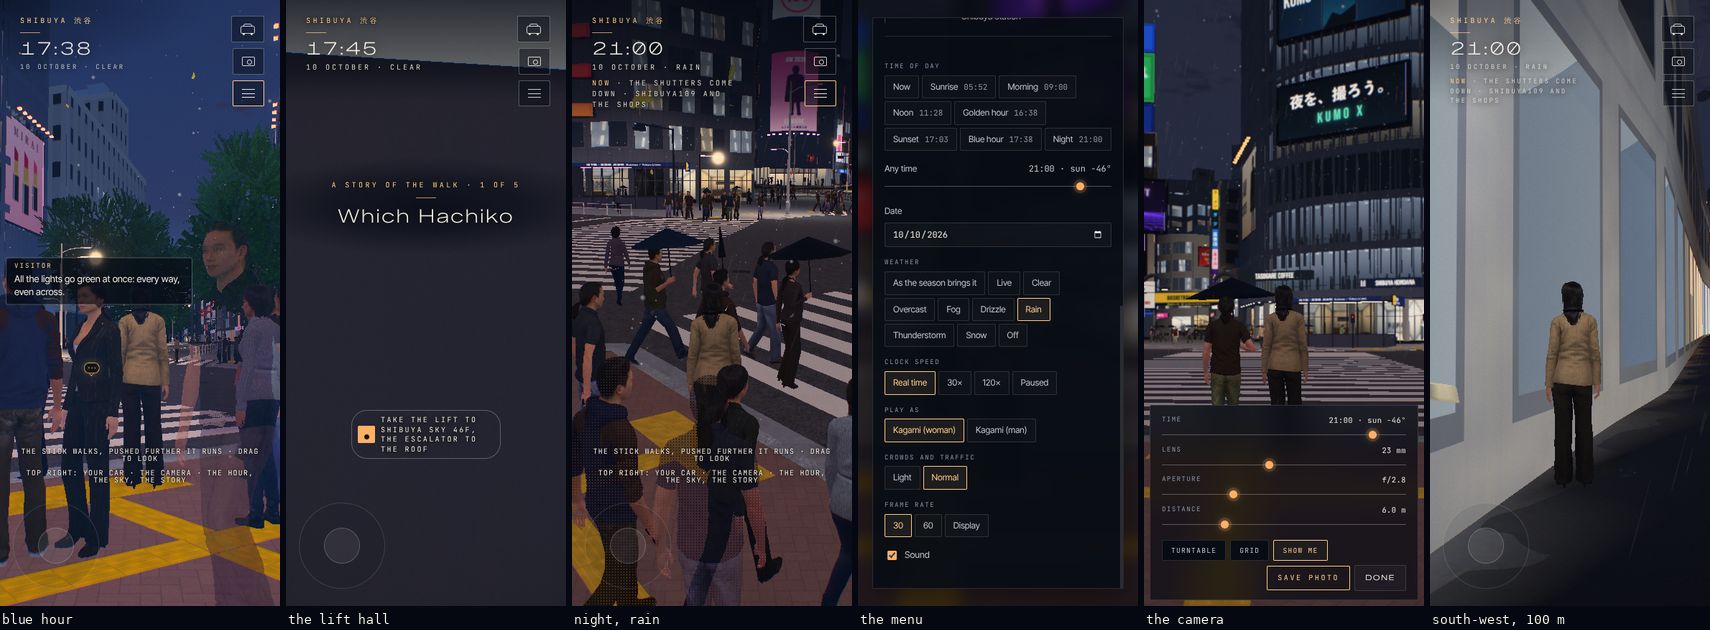 SHIBUYA 渋谷
17:38
10 OCTOBER · CLEAR
MIRAI
VISITOR
All the lights go green at once: every way,
even across.
THE STICK WALKS, PUSHED FURTHER IT RUNS · DRAG
TO LOOK
TOP RIGHT: YOUR CAR · THE CAMERA · THE HOUR,
THE SKY, THE STORY
blue hour
SHIBUYA 渋谷
17:45
10 OCTOBER · CLEAR
A STORY OF THE WALK · 1 OF 5
Which Hachiko
TAKE THE LIFT TO
SHIBUYA SKY 46F,
THE ESCALATOR TO
THE ROOF
the lift hall
SHIBUYA 渋谷
21:00
10 OCTOBER · RAIN
NOW · THE SHUTTERS COME
DOWN · SHIBUYA109 AND
THE SHOPS
THE STICK WALKS, PUSHED FURTHER IT RUNS · DRAG
TO LOOK
TOP RIGHT: YOUR CAR · THE CAMERA · THE HOUR,
THE SKY, THE STORY
night, rain
Shibuya Station
TIME OF DAY
Now Sunrise 05:52 Morning 09:00
Noon 11:28 Golden hour 16:38
Sunset 17:03 Blue hour 17:38 Night 21:00
Any time 21:00 · sun -46°
Date
10/10/2026
WEATHER
As the season brings it Live Clear
Overcast Fog Drizzle Rain
Thunderstorm Snow Off
CLOCK SPEED
Real time 30× 120× Paused
PLAY AS
Kagami (woman) Kagami (man)
CROWDS AND TRAFFIC
Light Normal
FRAME RATE
30 60 Display
Sound
the menu
KUMO
夜を、撮ろう。
KUMO X
TASOGARE COFFEE
TIME 21:00 · sun -46°
LENS 23 mm
APERTURE f/2.8
DISTANCE 6.0 m
TURNTABLE GRID SHOW ME
SAVE PHOTO DONE
the camera
SHIBUYA 渋谷
21:00
10 OCTOBER · RAIN
NOW · THE SHUTTERS COME
DOWN · SHIBUYA109 AND
THE SHOPS
south-west, 100 m